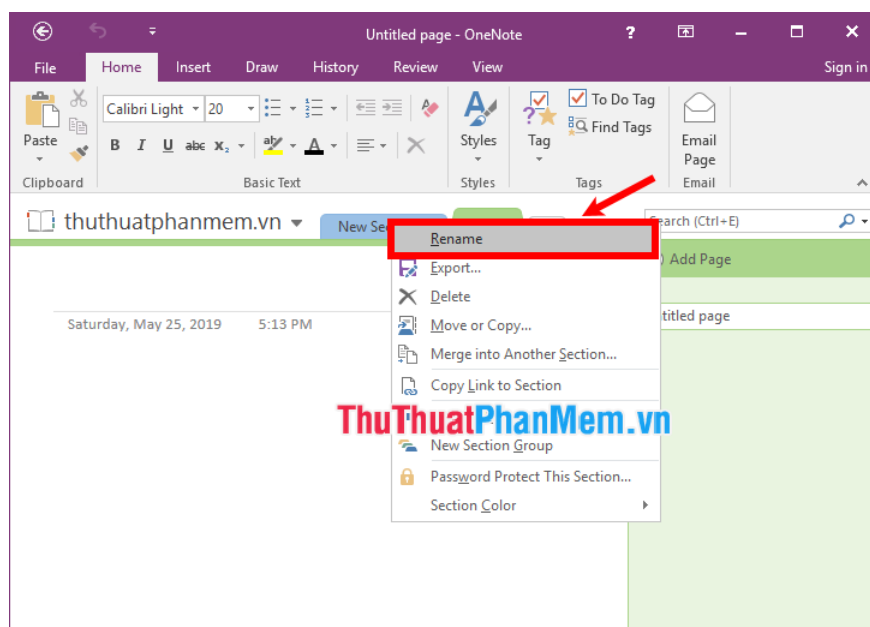 Untitled page - OneNote ?
File Home Insert Draw History Review View Sign in
Calibri Light 20
To Do Tag
Find Tags
Paste B I U abc X₂ aby A Styles Tag Email Page
Clipboard Basic Text Styles Tags Email
thuthuatphanmem.vn New Search (Ctrl+E)
Rename
Add Page
Export...
Delete
Saturday, May 25, 2019 5:13 PM
Move or Copy...
Merge into Another Section...
Copy Link to Section
ThuThuatPhanMem.vn
New Section Group
Password Protect This Section...
Section Color